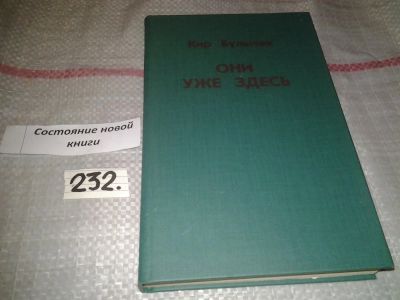 Кир Булычев
ОНИ
УЖЕ ЗДЕСЬ
Состояние новой
книги
232.